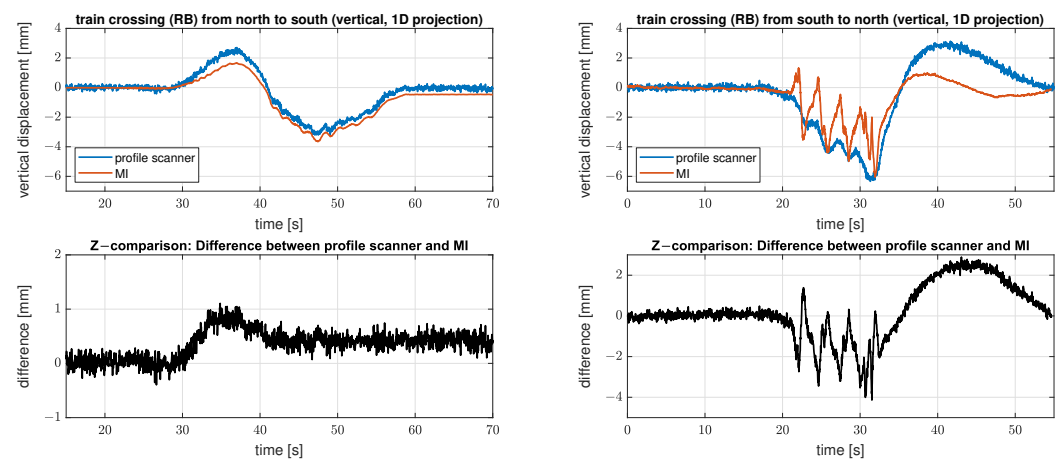 train crossing (RB) from north to south (vertical, 1D projection)
vertical displacement [mm]
4
2
0
-2
-4
-6
profile scanner
MI
20
30
40
50
60
70
time [s]
train crossing (RB) from south to north (vertical, 1D projection)
vertical displacement [mm]
4
2
0
-2
-4
-6
profile scanner
MI
0
10
20
30
40
50
time [s]
Z−comparison: Difference between profile scanner and MI
difference [mm]
2
1
0
-1
20
30
40
50
60
70
time [s]
Z−comparison: Difference between profile scanner and MI
difference [mm]
2
0
-2
-4
0
10
20
30
40
50
time [s]